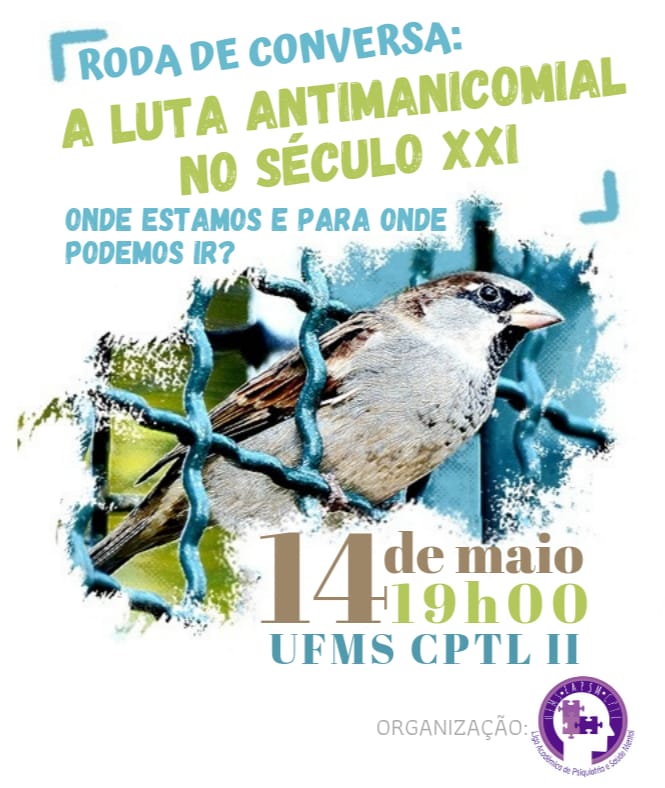 RODA DE CONVERSA:
A LUTA ANTIMANICOMIAL
NO SÉCULO XXI
ONDE ESTAMOS E PARA ONDE
PODEMOS IR?
14 de maio
19h00
UFMS CPTL II
ORGANIZAÇÃO:
Liga Acadêmica de Psiquiatria e Saúde Mental